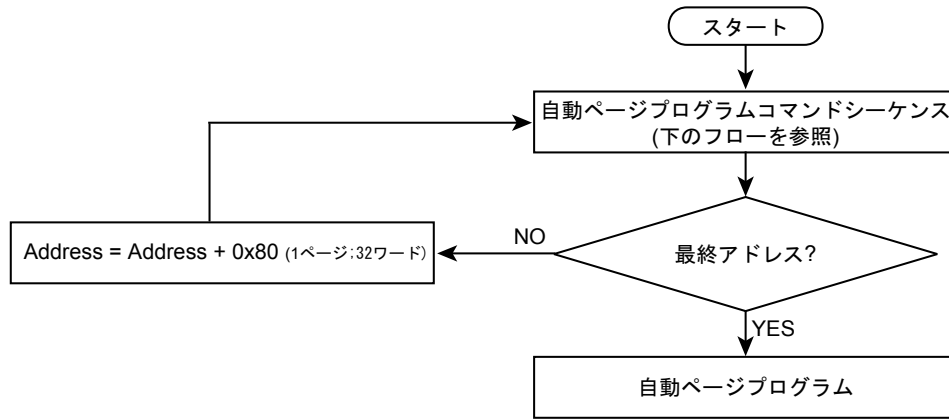 スタート
自動ページプログラムコマンドシーケンス
(下のフローを参照)
Address = Address + 0x80 (1ページ;32ワード)
NO
最終アドレス?
YES
自動ページプログラム